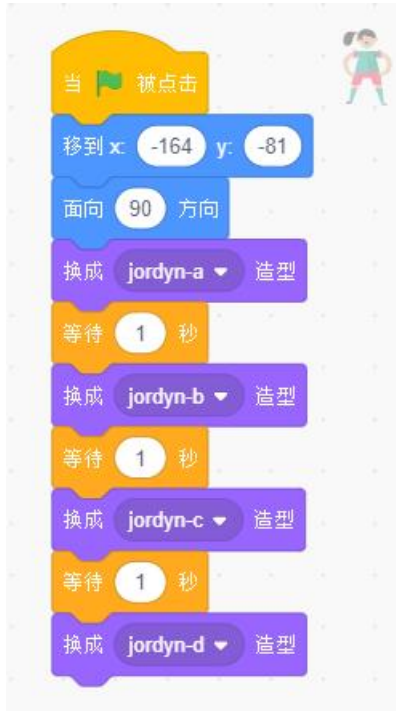 当 被点击
移到 x: -164 y: -81
面向 90 方向
换成 jordyn-a 造型
等待 1 秒
换成 jordyn-b 造型
等待 1 秒
换成 jordyn-c 造型
等待 1 秒
换成 jordyn-d 造型